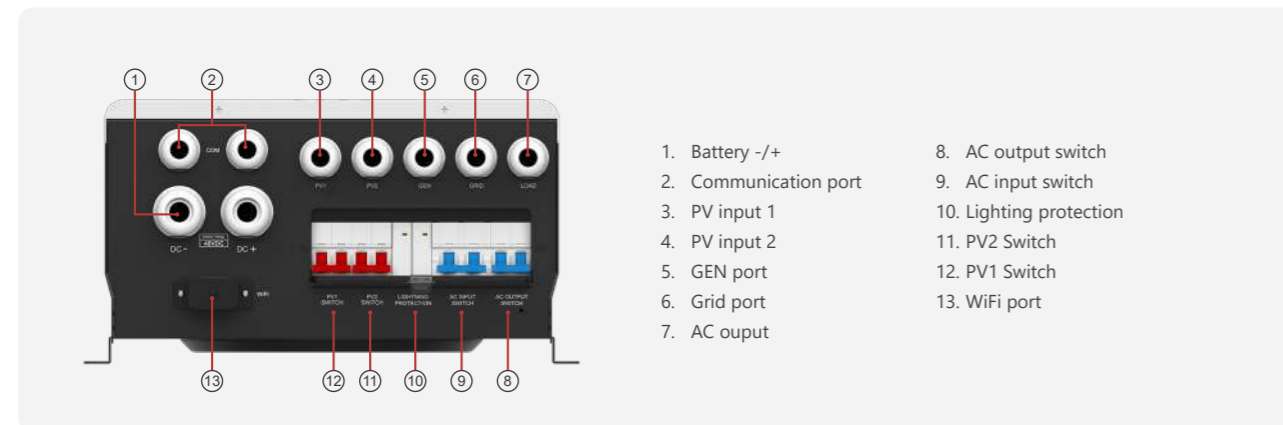 1 2 3 4 5 6 7
COM
PV1 PV2 GEN GRID LOAD
DC- 48VDC DC+
WiFi
PV1 SWITCH
PV2 SWITCH
LIGHTNING PROTECTION
AC INPUT SWITCH
AC OUTPUT SWITCH
13 12 11 10 9 8
1. Battery -/+
2. Communication port
3. PV input 1
4. PV input 2
5. GEN port
6. Grid port
7. AC ouput
8. AC output switch
9. AC input switch
10. Lighting protection
11. PV2 Switch
12. PV1 Switch
13. WiFi port